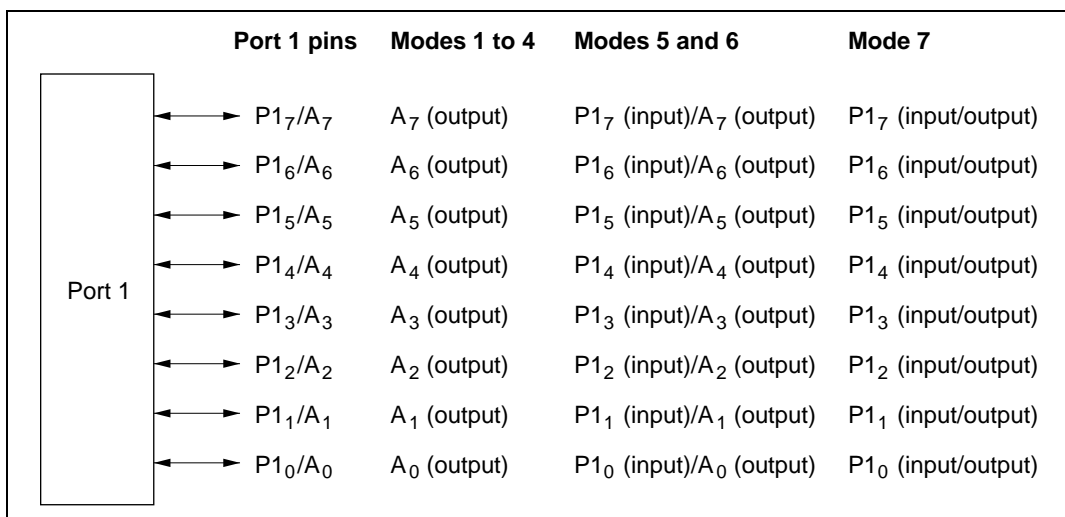 Port 1 pins Modes 1 to 4 Modes 5 and 6 Mode 7
P1₇/A₇ A₇ (output) P1₇ (input)/A₇ (output) P1₇ (input/output)
P1₆/A₆ A₆ (output) P1₆ (input)/A₆ (output) P1₆ (input/output)
P1₅/A₅ A₅ (output) P1₅ (input)/A₅ (output) P1₅ (input/output)
P1₄/A₄ A₄ (output) P1₄ (input)/A₄ (output) P1₄ (input/output)
Port 1
P1₃/A₃ A₃ (output) P1₃ (input)/A₃ (output) P1₃ (input/output)
P1₂/A₂ A₂ (output) P1₂ (input)/A₂ (output) P1₂ (input/output)
P1₁/A₁ A₁ (output) P1₁ (input)/A₁ (output) P1₁ (input/output)
P1₀/A₀ A₀ (output) P1₀ (input)/A₀ (output) P1₀ (input/output)